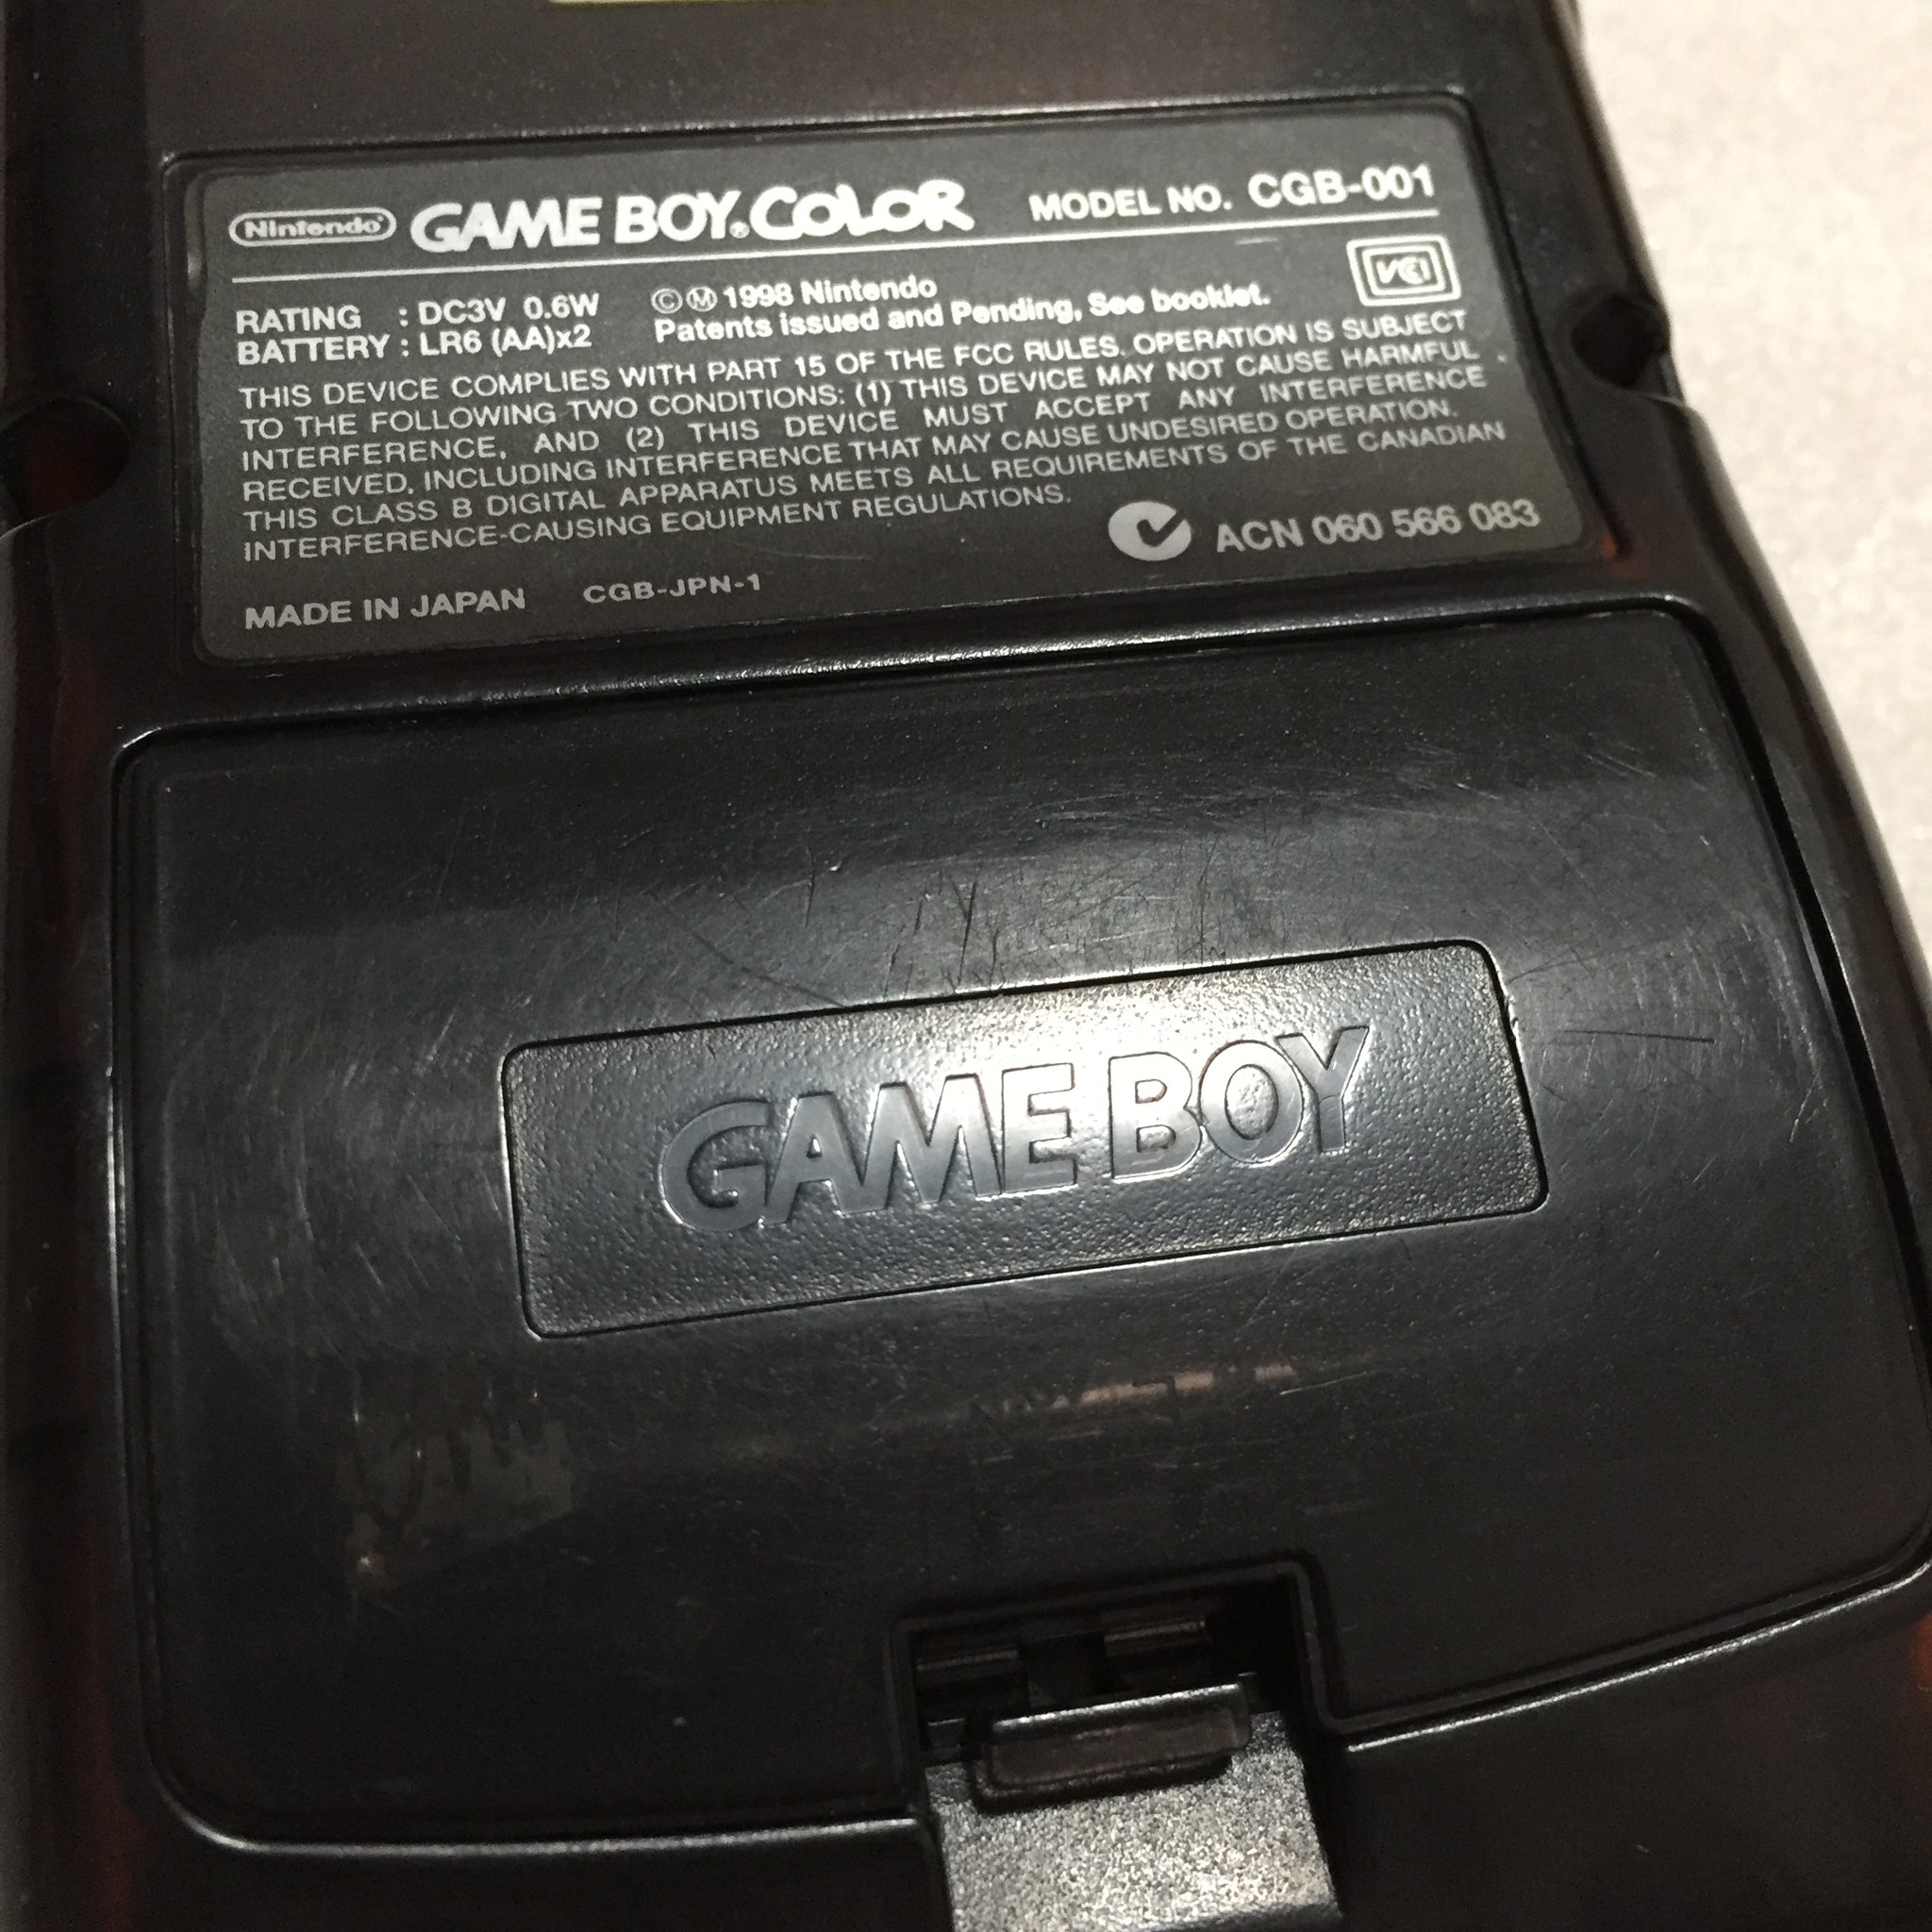 Nintendo GAME BOY® COLOR MODEL NO. CGB-001
RATING : DC3V 0.6W
BATTERY : LR6 (AA)x2
©Ⓜ 1998 Nintendo
Patents issued and Pending, See booklet.
VCI
THIS DEVICE COMPLIES WITH PART 15 OF THE FCC RULES. OPERATION IS SUBJECT
TO THE FOLLOWING TWO CONDITIONS: (1) THIS DEVICE MAY NOT CAUSE HARMFUL
INTERFERENCE, AND (2) THIS DEVICE MUST ACCEPT ANY INTERFERENCE
RECEIVED, INCLUDING INTERFERENCE THAT MAY CAUSE UNDESIRED OPERATION.
THIS CLASS B DIGITAL APPARATUS MEETS ALL REQUIREMENTS OF THE CANADIAN
INTERFERENCE-CAUSING EQUIPMENT REGULATIONS.
ACN 060 566 083
MADE IN JAPAN CGB-JPN-1
GAME BOY